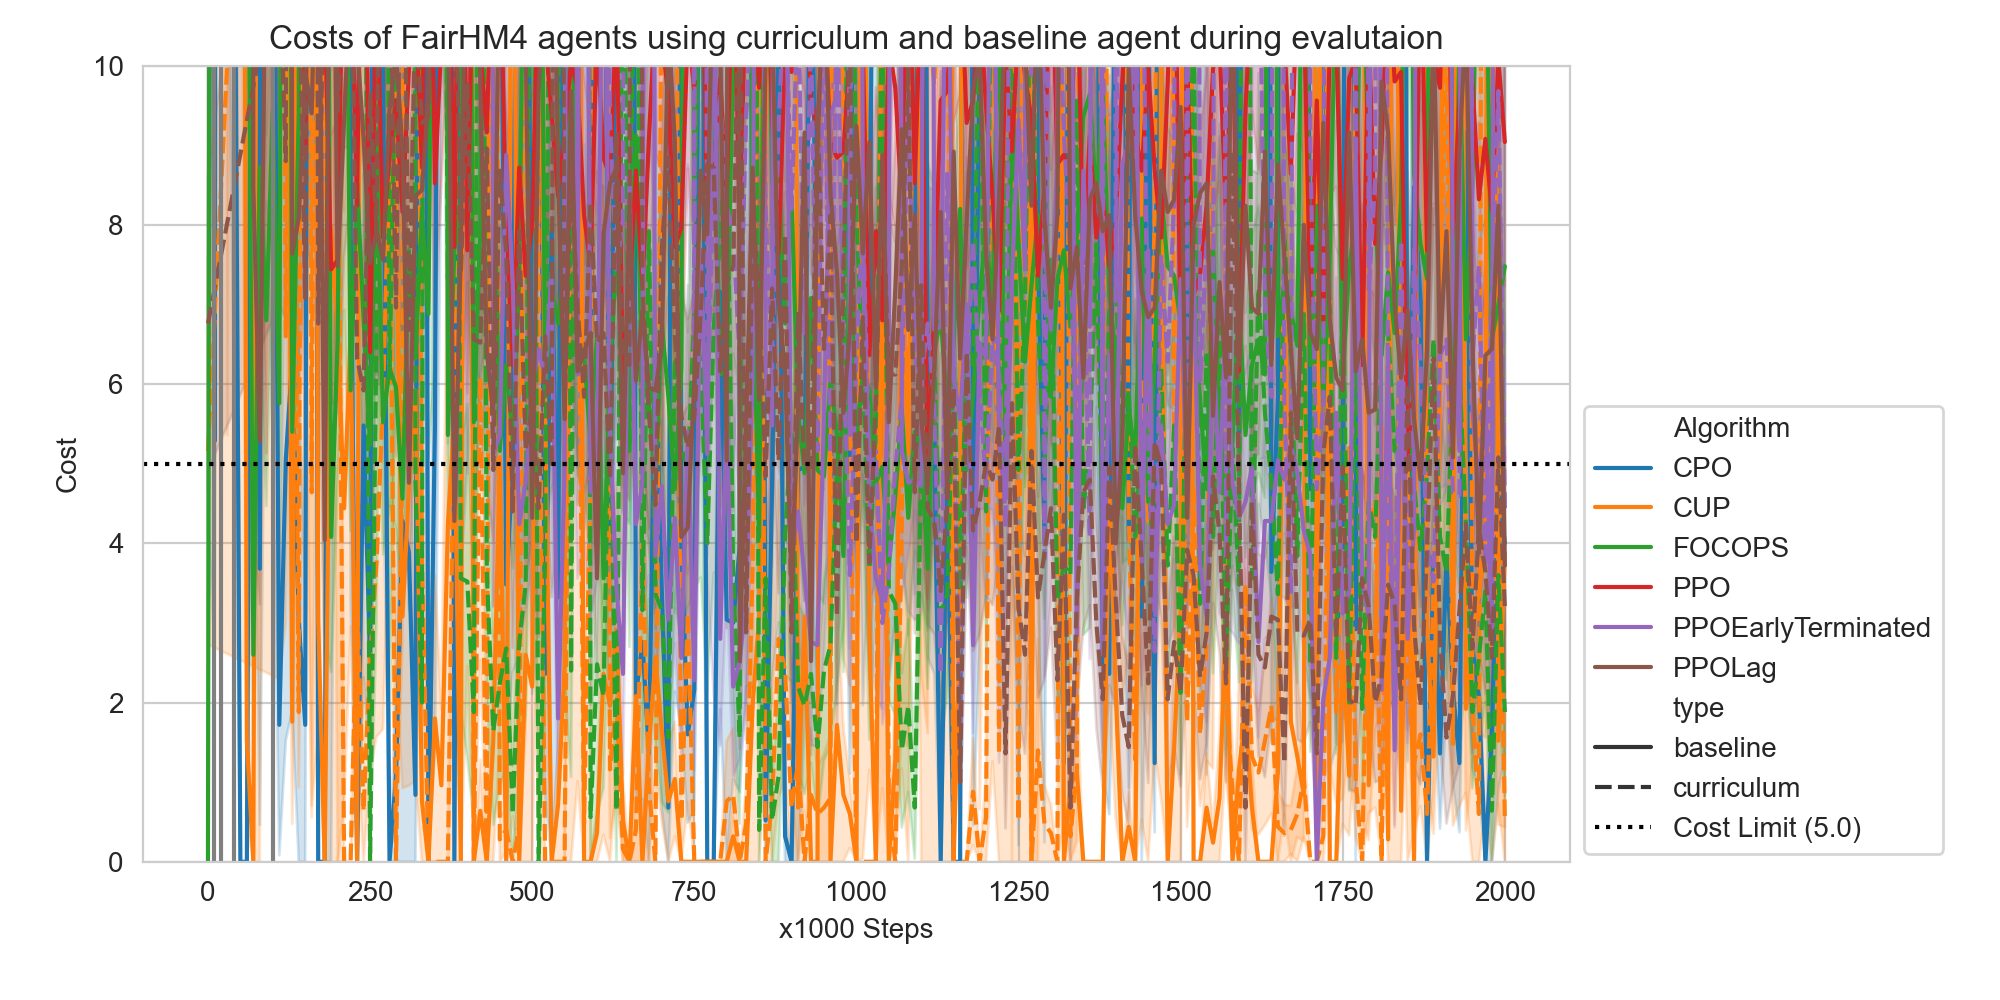 Costs of FairHM4 agents using curriculum and baseline agent during evalutaion
10
8
6
4
2
0
Cost
0 250 500 750 1000 1250 1500 1750 2000
x1000 Steps
Algorithm
CPO
CUP
FOCOPS
PPO
PPOEarlyTerminated
PPOLag
type
baseline
curriculum
Cost Limit (5.0)